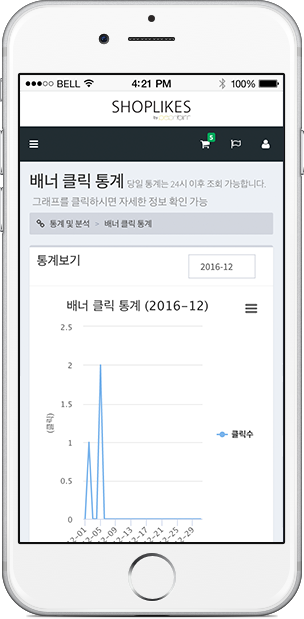 BELL 4:21 PM 100%
SHOPLIKES
by
5
배너 클릭 통계 당일 통계는 24시 이후 조회 가능합니다.
그래프를 클릭하시면 자세한 정보 확인 가능
통계 및 분석 » 배너 클릭 통계
통계보기
2016-12
배너 클릭 통계 (2016-12)
2.5
2
1.5
1
0.5
0
(클릭)
클릭수
2-01 12-05 12-09 12-13 12-17 12-21 12-25 12-29